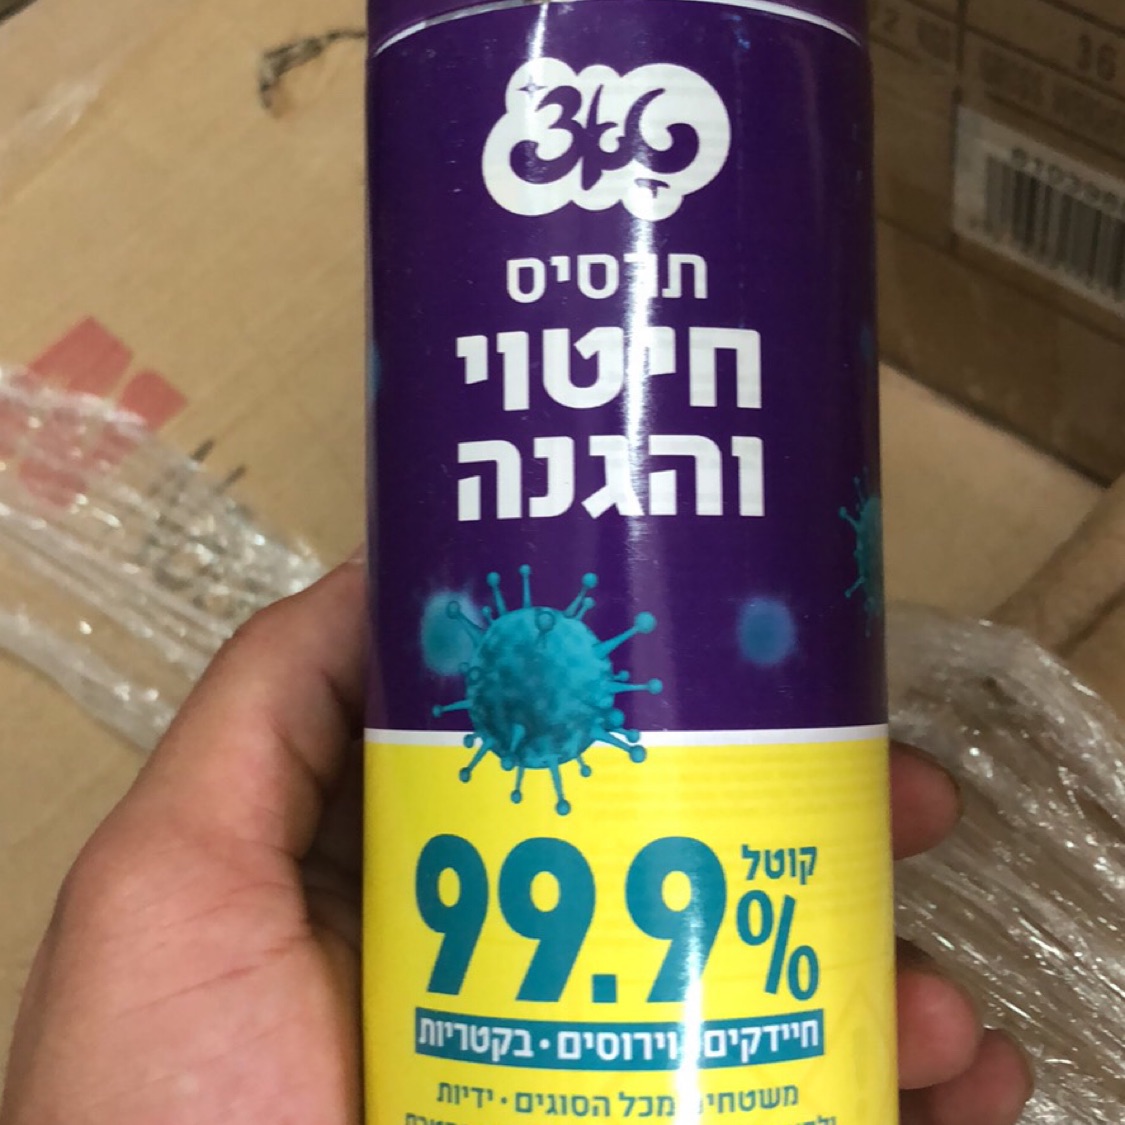 תרסיס
חיטוי
והגנה
קוטל
99.9%
חיידקים · וירוסים · בקטריות
משטחים מכל הסוגים · ידיות